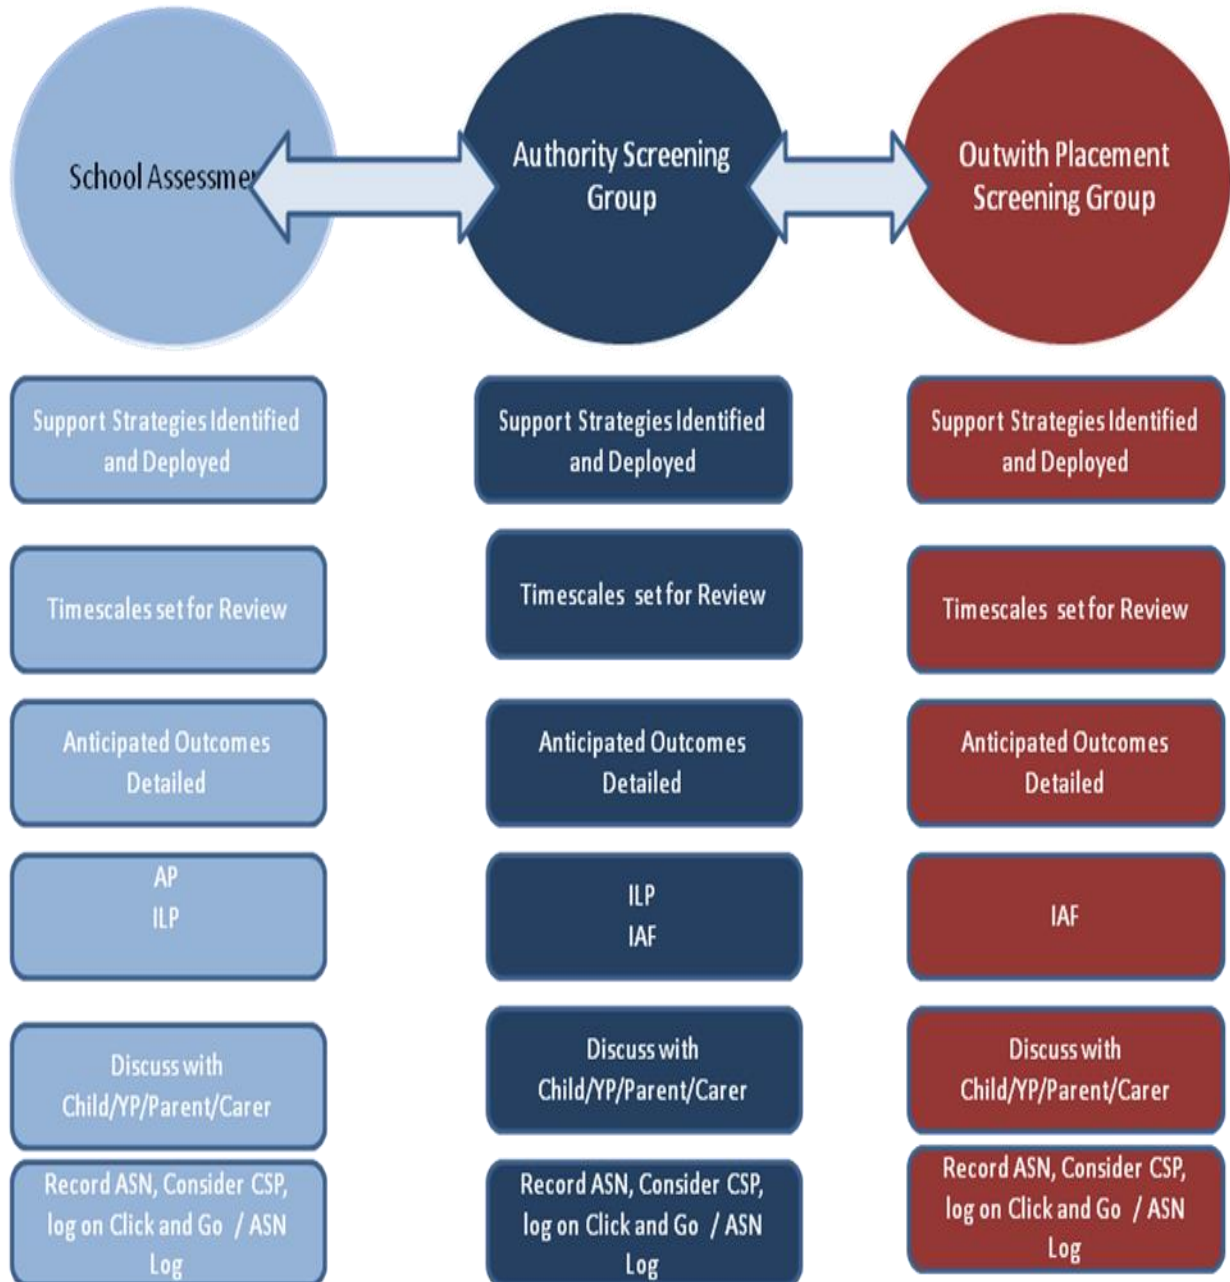 School Assessmen
Authority Screening
Group
Outwith Placement
Screening Group
Support Strategies Identified
and Deployed
Support Strategies Identified
and Deployed
Support Strategies Identified
and Deployed
Timescales set for Review
Timescales set for Review
Timescales set for Review
Anticipated Outcomes
Detailed
Anticipated Outcomes
Detailed
Anticipated Outcomes
Detailed
AP
ILP
ILP
IAF
IAF
Discuss with
Child/YP/Parent/Carer
Discuss with
Child/YP/Parent/Carer
Discuss with
Child/YP/Parent/Carer
Record ASN, Consider CSP,
log on Click and Go / ASN
Log
Record ASN, Consider CSP,
log on Click and Go / ASN
Log
Record ASN, Consider CSP,
log on Click and Go / ASN
Log